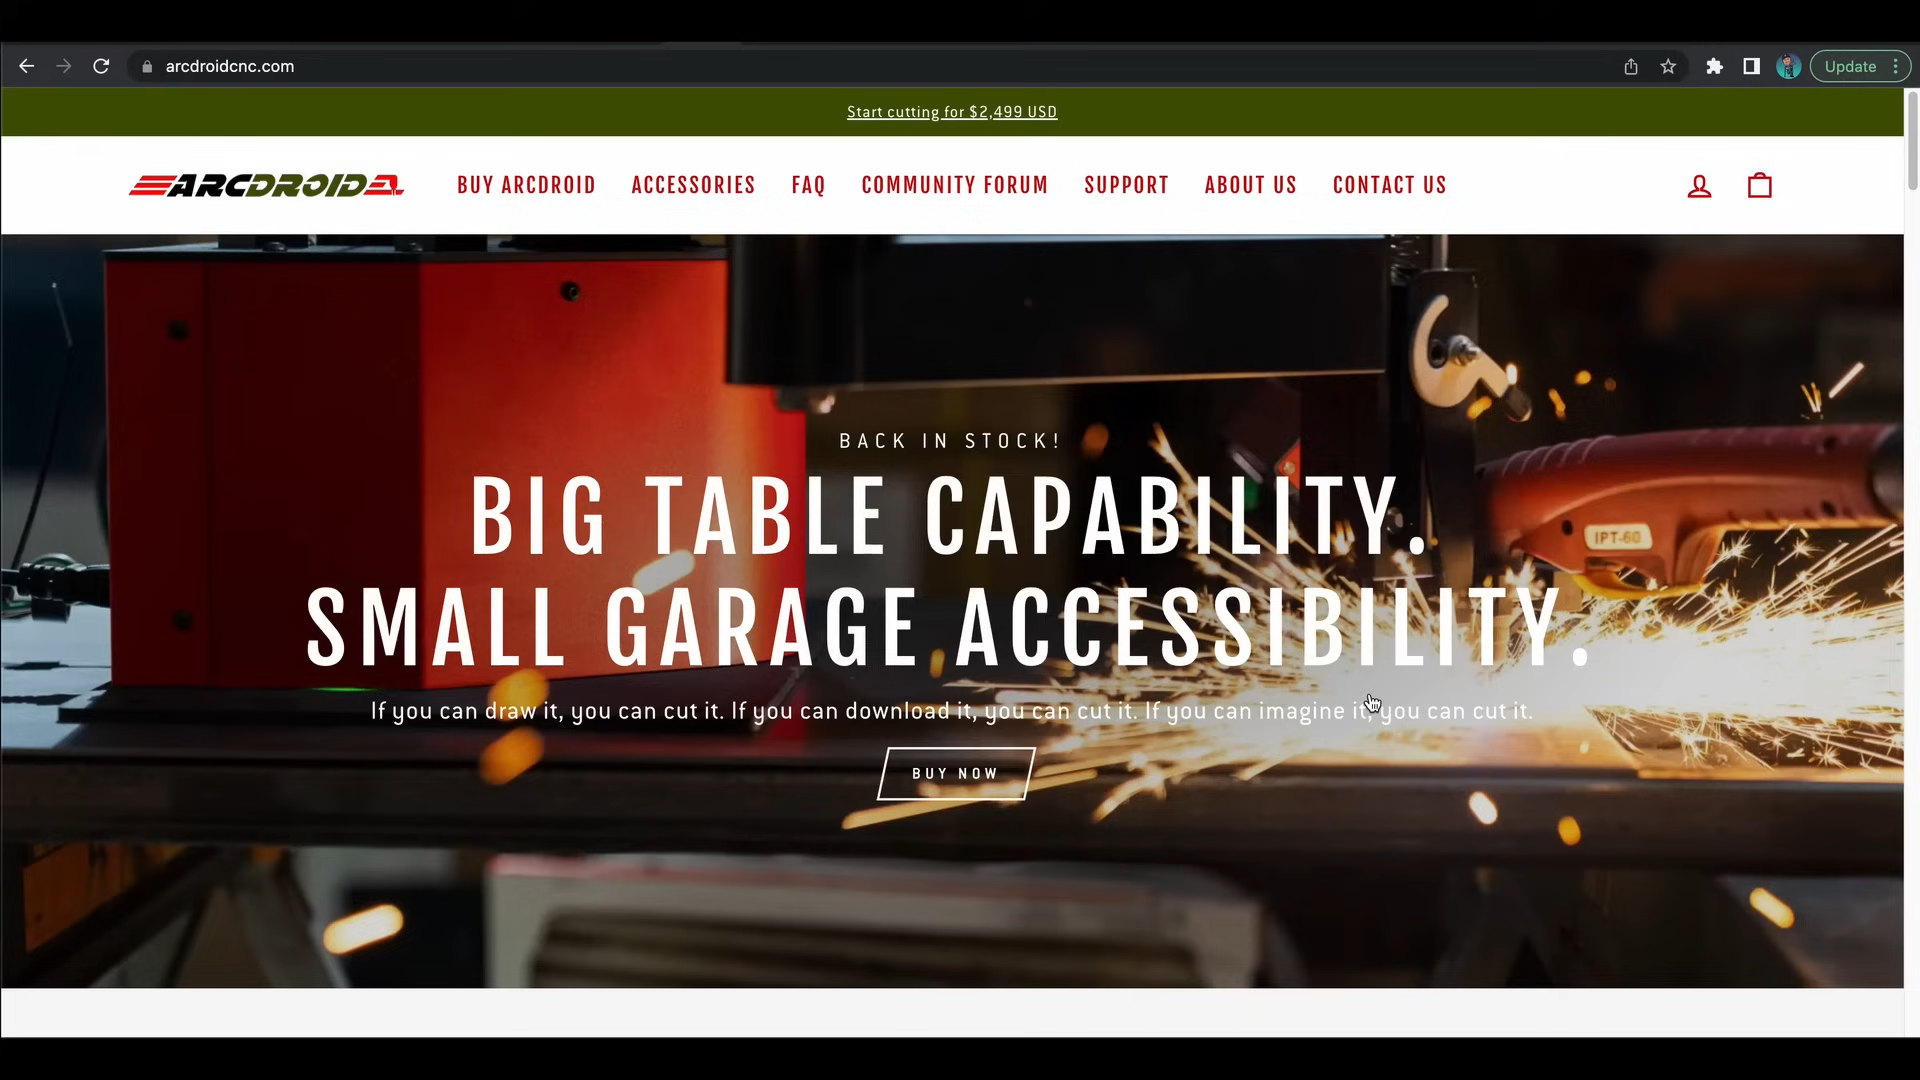 arcdroidcnc.com
Update
Start cutting for $2,499 USD
ARCDROID
BUY ARCDROID
ACCESSORIES
FAQ
COMMUNITY FORUM
SUPPORT
ABOUT US
CONTACT US
BACK IN STOCK!
BIG TABLE CAPABILITY.
SMALL GARAGE ACCESSIBILITY.
IPT-60
If you can draw it, you can cut it. If you can download it, you can cut it. If you can imagine it, you can cut it.
BUY NOW